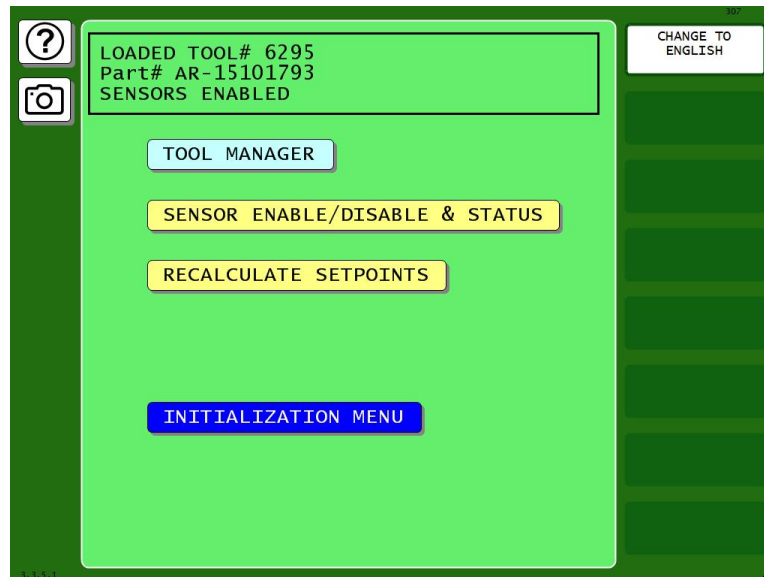 307
CHANGE TO
ENGLISH
LOADED TOOL# 6295
Part# AR-15101793
SENSORS ENABLED
TOOL MANAGER
SENSOR ENABLE/DISABLE & STATUS
RECALCULATE SETPOINTS
INITIALIZATION MENU
3.3.5.1